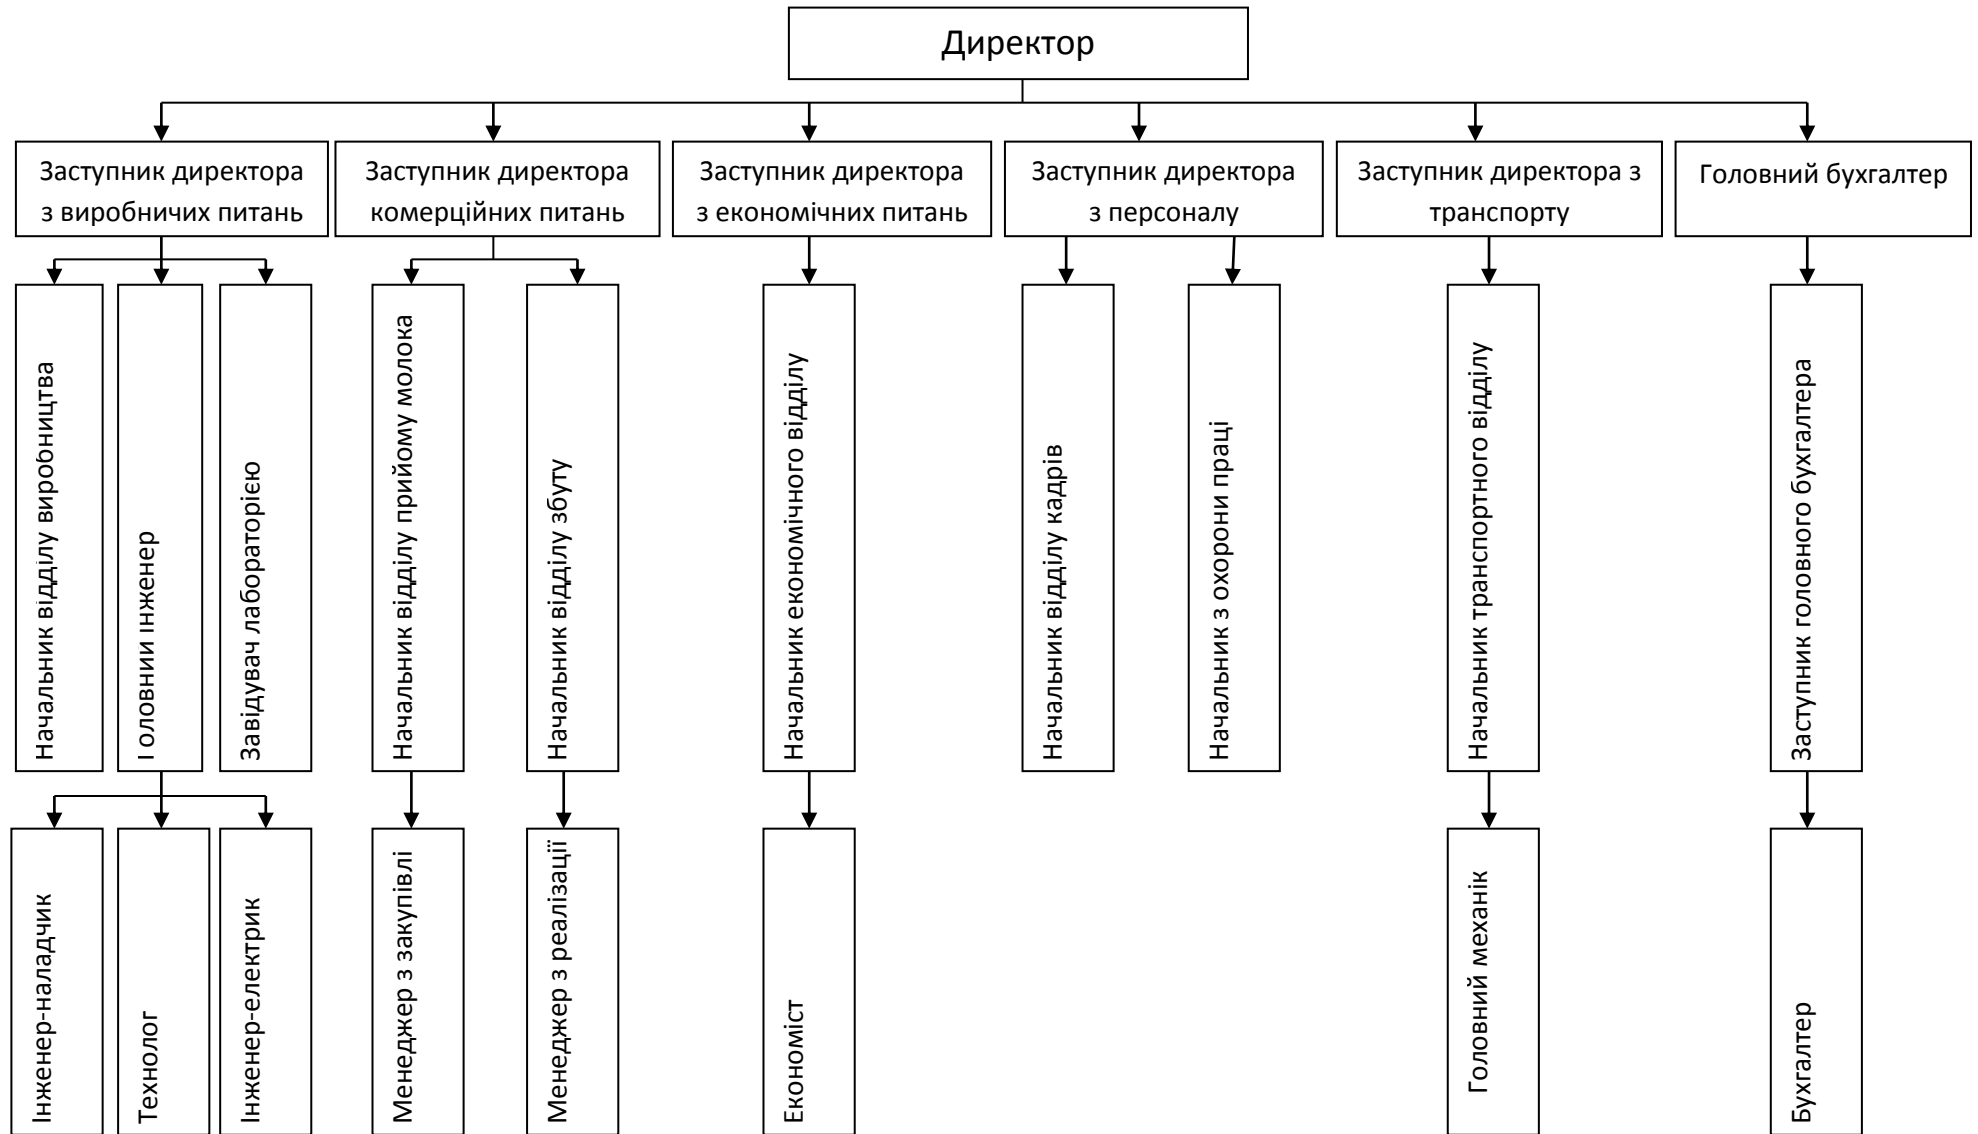 Директор
Заступник директора
з виробничих питань
Заступник директора
комерційних питань
Заступник директора
з економічних питань
Заступник директора
з персоналу
Заступник директора з
транспорту
Головний бухгалтер
Начальник відділу виробництва
Головний інженер
Завідувач лабораторією
Начальник відділу прийому молока
Начальник відділу збуту
Начальник економічного відділу
Начальник відділу кадрів
Начальник з охорони праці
Начальник транспортного відділу
Заступник головного бухгалтера
Інженер-наладчик
Технолог
Інженер-електрик
Менеджер з закупівлі
Менеджер з реалізації
Економіст
Головний механік
Бухгалтер